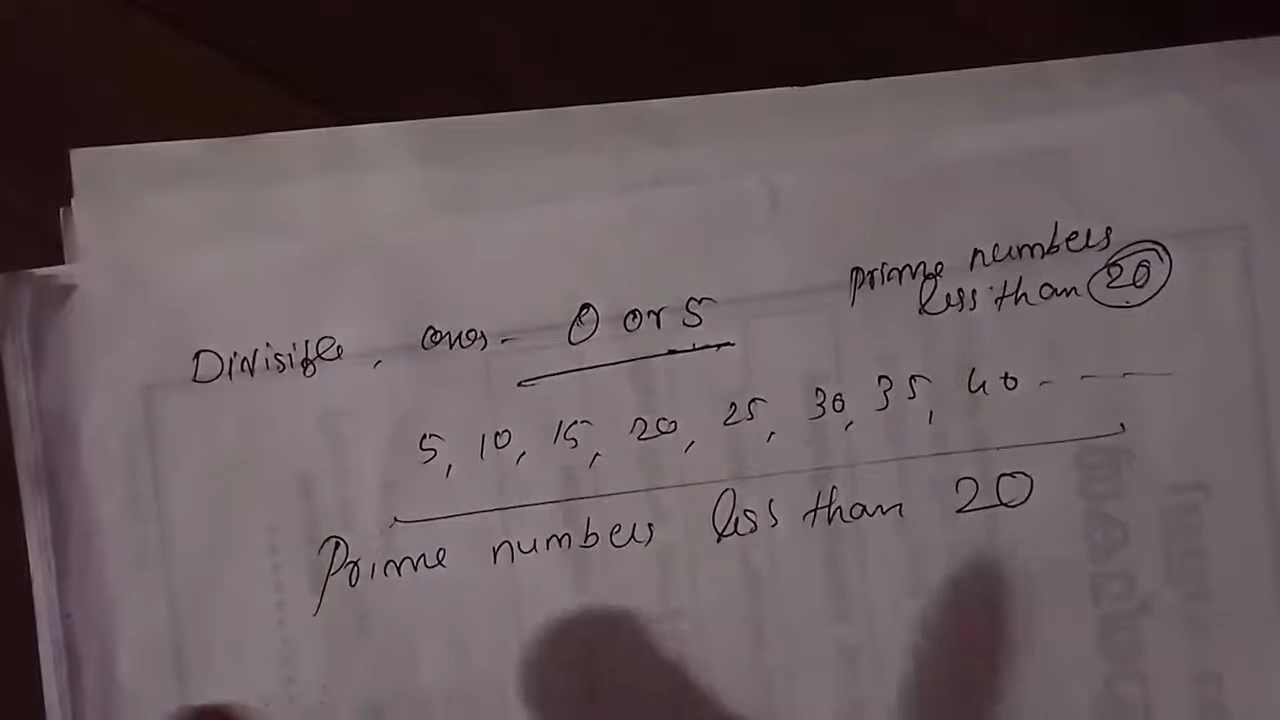 prime numbers
less than 20
Divisible, ones - 0 or 5
5, 10, 15, 20, 25, 30, 35, 40 - —
Prime numbers less than 20